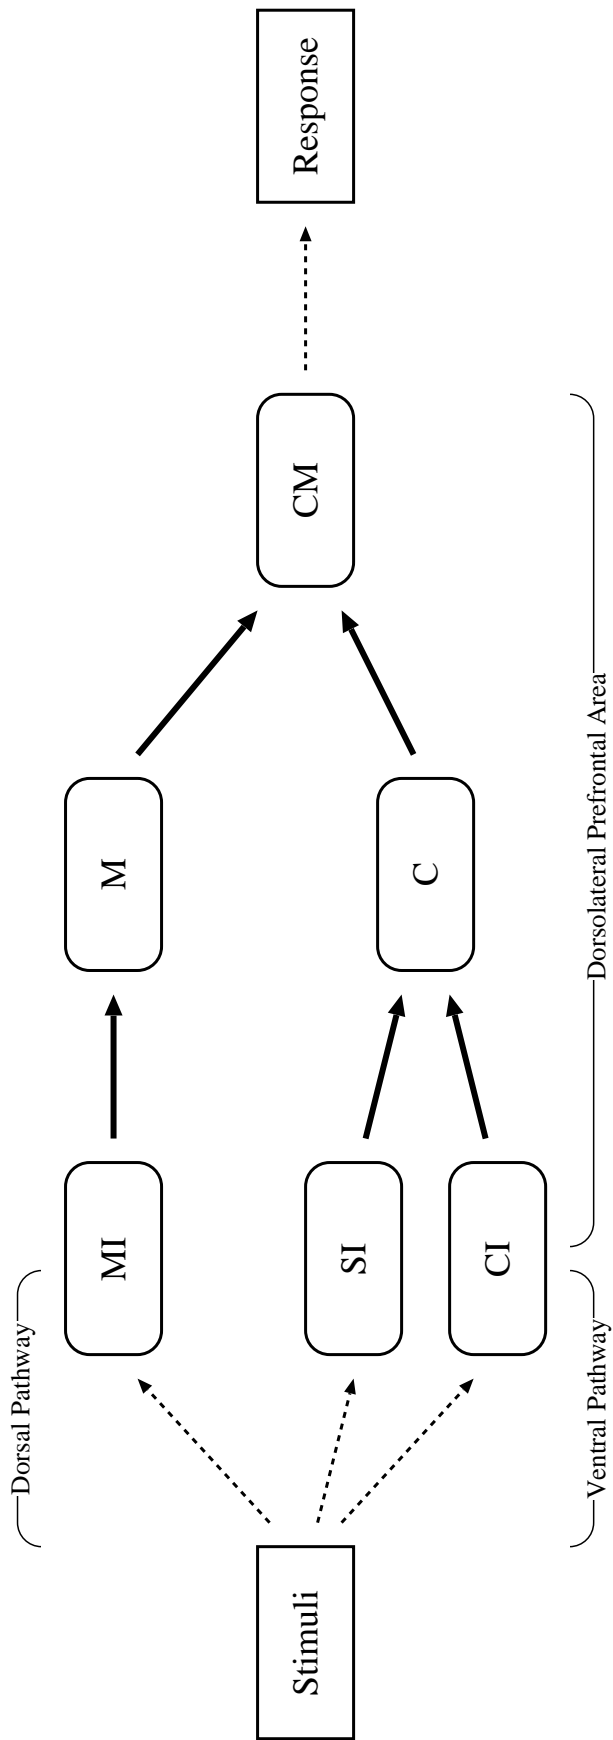 Dorsal Pathway
Stimuli
MI
SI
CI
M
C
CM
Response
Ventral Pathway
Dorsolateral Prefrontal Area